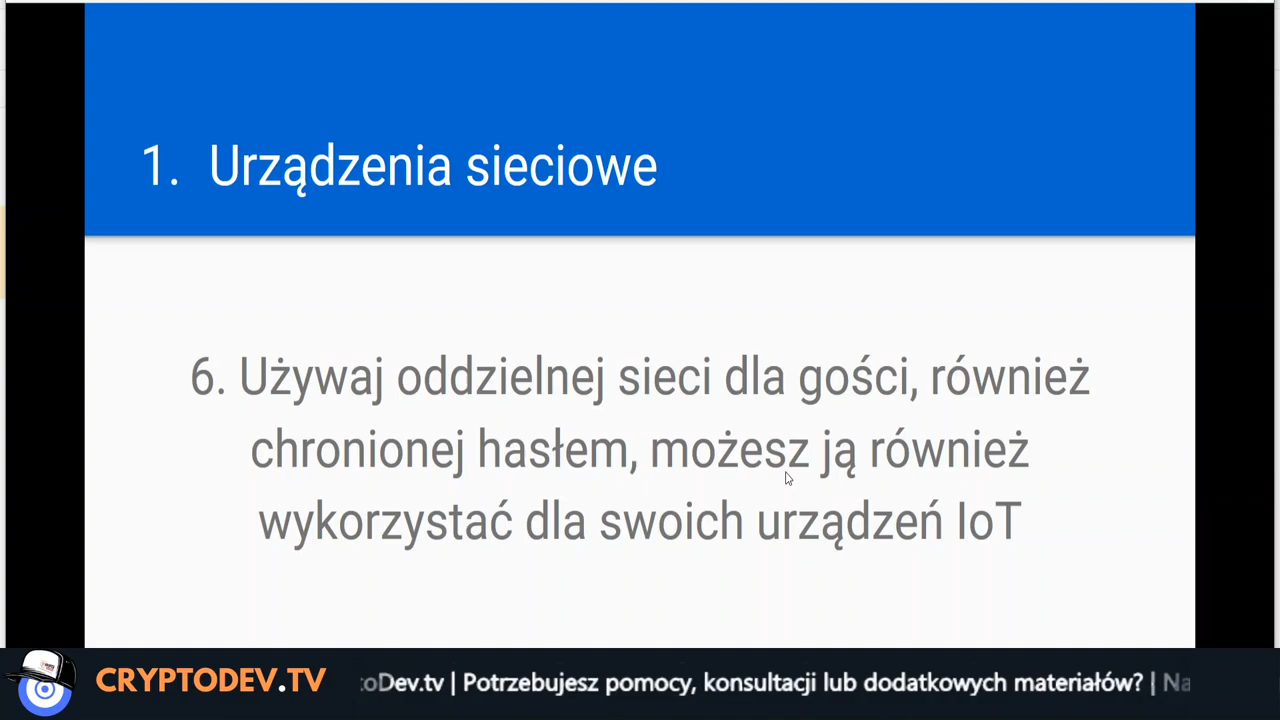 1. Urządzenia sieciowe
6. Używaj oddzielnej sieci dla gości, również
chronionej hasłem, możesz ją również
wykorzystać dla swoich urządzeń IoT
CRYPTODEV.TV
toDev.tv | Potrzebujesz pomocy, konsultacji lub dodatkowych materiałów? | Na